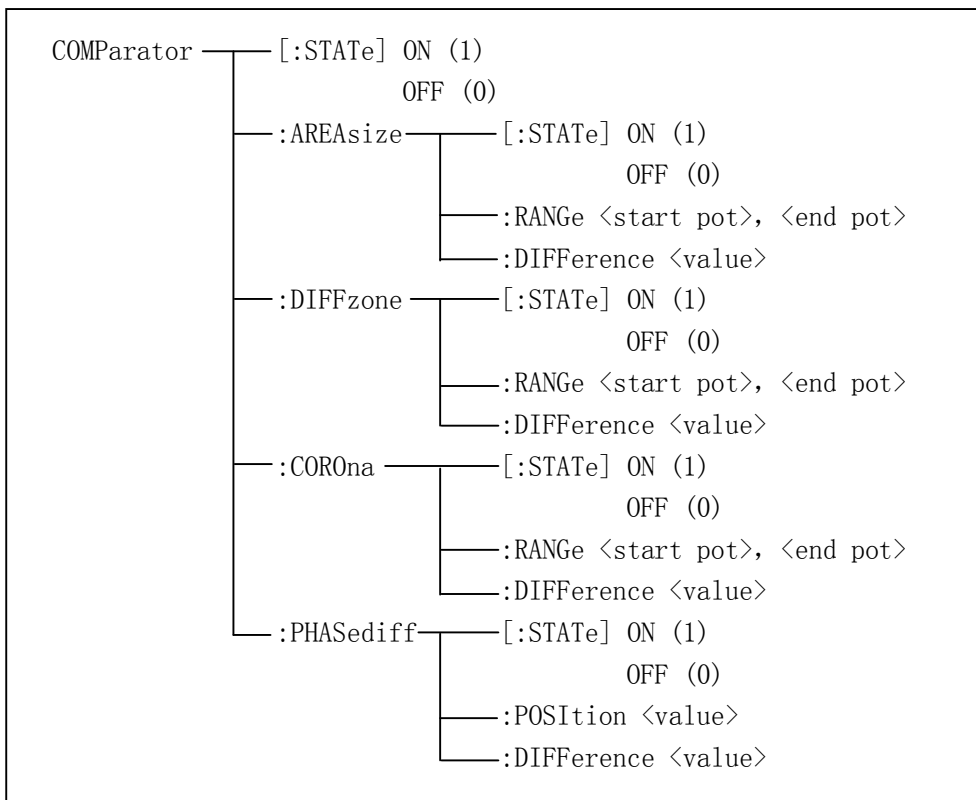 COMParator [:STATe] ON (1)
OFF (0)
:AREAsize [:STATe] ON (1)
OFF (0)
:RANGe <start pot>, <end pot>
:DIFFerence <value>
:DIFFzone [:STATe] ON (1)
OFF (0)
:RANGe <start pot>, <end pot>
:DIFFerence <value>
:COROna [:STATe] ON (1)
OFF (0)
:RANGe <start pot>, <end pot>
:DIFFerence <value>
:PHASediff [:STATe] ON (1)
OFF (0)
:POSItion <value>
:DIFFerence <value>